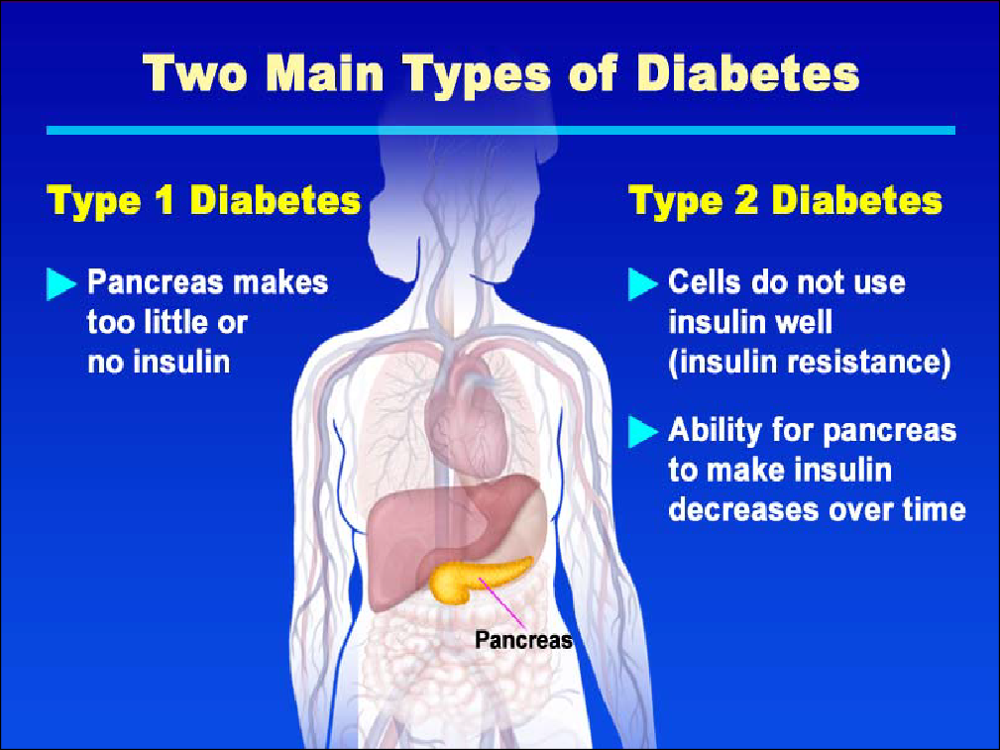 Two Main Types of Diabetes
Type 1 Diabetes
Pancreas makes
too little or
no insulin
Type 2 Diabetes
Cells do not use
insulin well
(insulin resistance)
Ability for pancreas
to make insulin
decreases over time
Pancreas